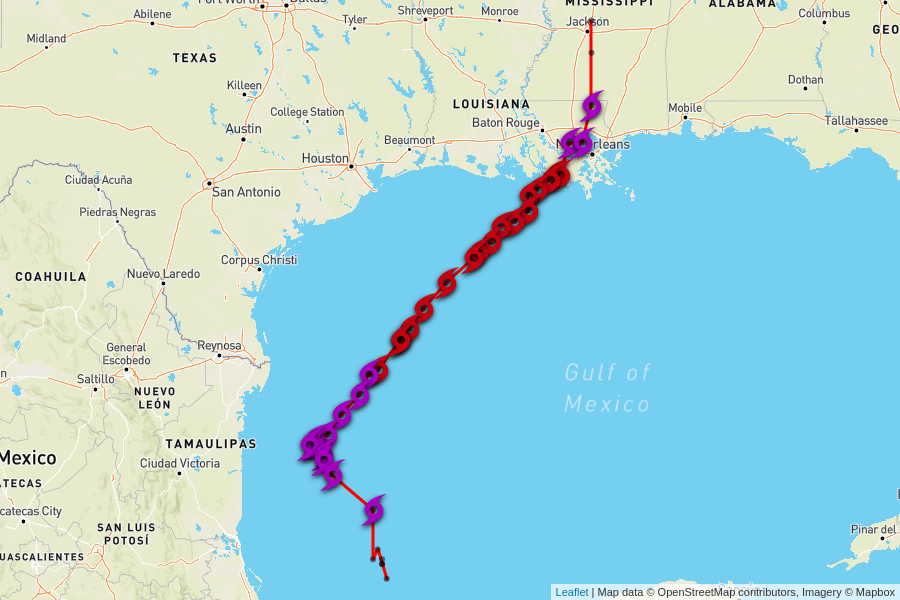 MISSISSIPPI
ALABAMA
Fort Worth
Dallas
Abilene
Tyler
Shreveport
Monroe
Jackson
Columbus
GEO
Midland
TEXAS
Killeen
Dothan
LOUISIANA
College Station
Baton Rouge
Mobile
Tallahassee
Austin
Beaumont
New Orleans
Houston
Ciudad Acuña
San Antonio
Piedras Negras
Corpus Christi
COAHUILA
Nuevo Laredo
General
Escobedo
Reynosa
Saltillo
NUEVO
LEÓN
Gulf of
Mexico
TAMAULIPAS
Mexico
Ciudad Victoria
ATECAS
catecas City
SAN LUIS
POTOSÍ
UASCALIENTES
Pinar del
Leaflet | Map data © OpenStreetMap contributors, Imagery © Mapbox